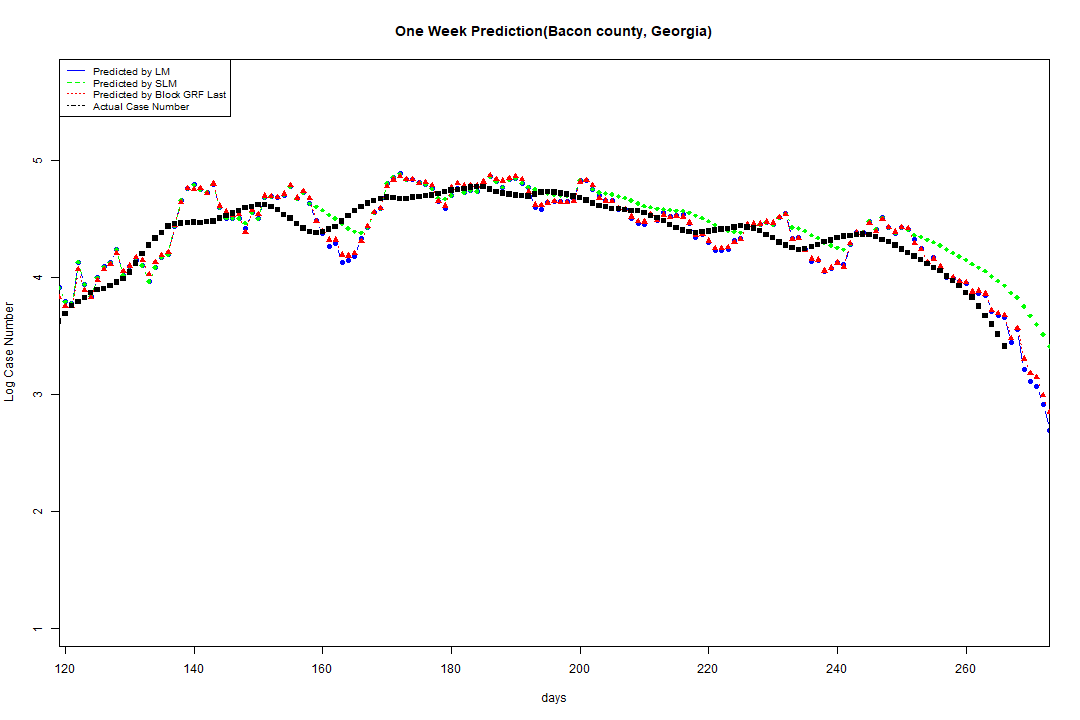 One Week Prediction(Bacon county, Georgia)
Predicted by LM
Predicted by SLM
Predicted by Block GRF Last
Actual Case Number
5
4
3
2
1
Log Case Number
120 140 160 180 200 220 240 260
days